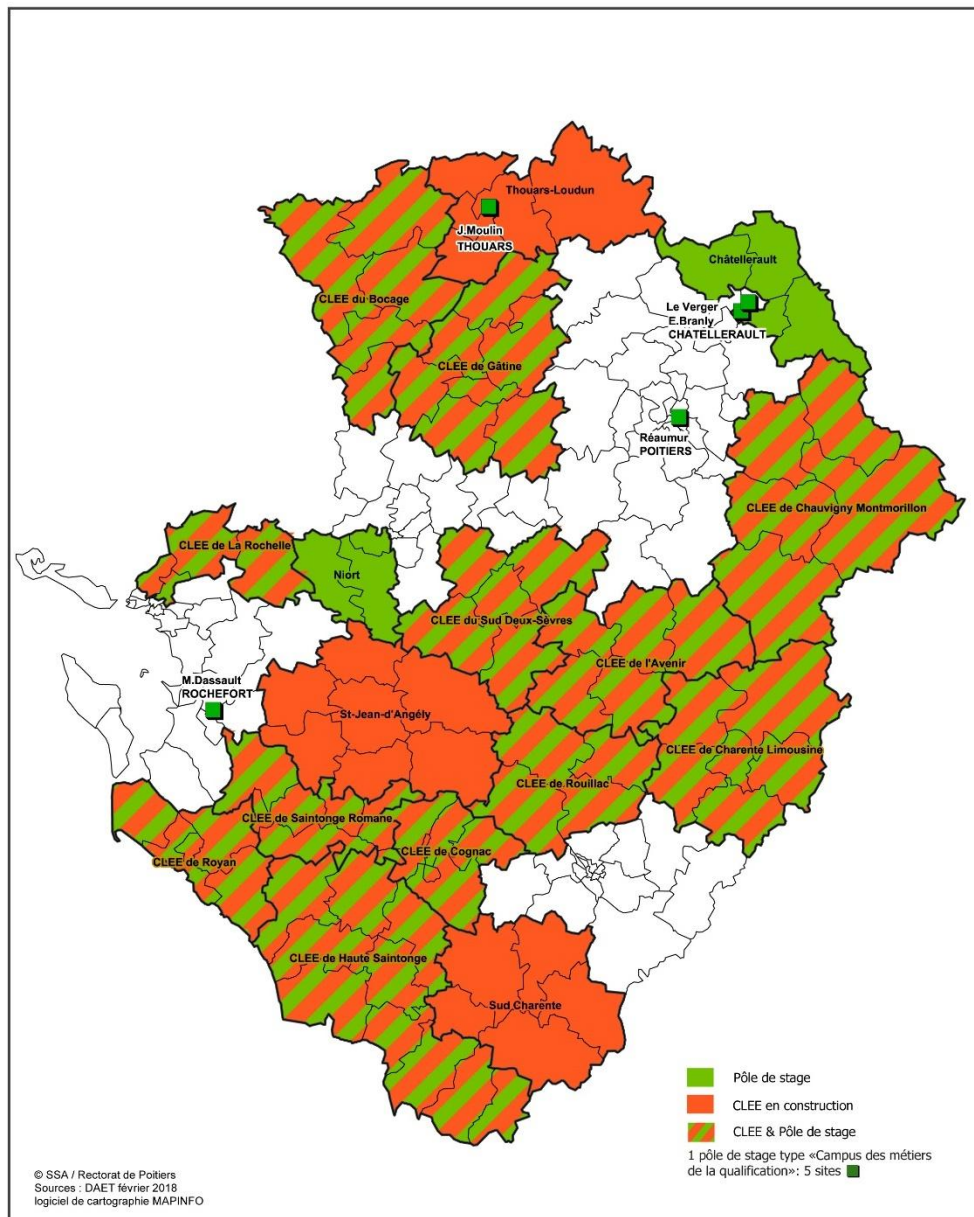 Thouars-Loudun
J.Moulin
THOUARS
Châtellerault
CLEE du Bocage
Le Verger
E.Branly
CHATELLERAULT
CLEE de Gâtine
Réaumur
POITIERS
CLEE de Chauvigny Montmorillon
CLEE de La Rochelle
Niort
CLEE du Sud Deux-Sèvres
CLEE de l'Avenir
M.Dassault
ROCHEFORT
St-Jean-d'Angély
CLEE de Charente Limousine
CLEE de Rouillac
CLEE de Saintonge Romane
CLEE de Cognac
CLEE de Royan
CLEE de Haute Saintonge
Sud Charente
Pôle de stage
CLEE en construction
CLEE & Pôle de stage
1 pôle de stage type «Campus des métiers
de la qualification»: 5 sites
© SSA / Rectorat de Poitiers
Sources : DAET février 2018
logiciel de cartographie MAPINFO